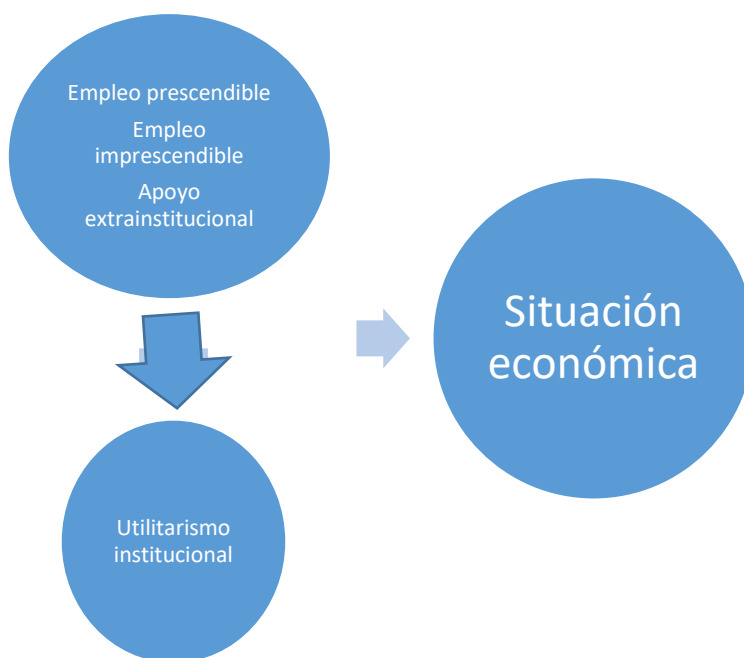 Empleo prescendible
Empleo
imprescendible
Apoyo
extrainstitucional
Situación
económica
Utilitarismo
institucional